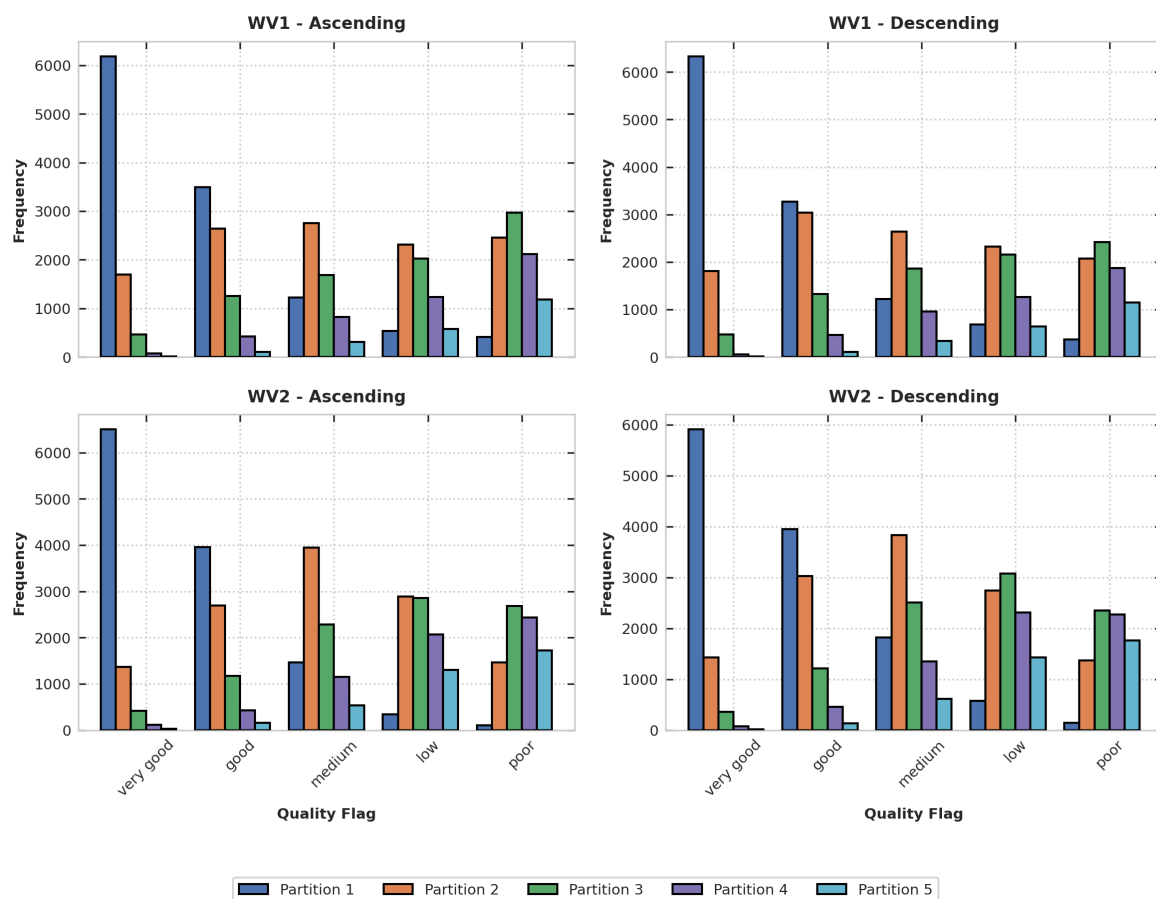 WV1 - Ascending
Frequency
6000
5000
4000
3000
2000
1000
0
WV1 - Descending
Frequency
6000
5000
4000
3000
2000
1000
0
WV2 - Ascending
Frequency
6000
5000
4000
3000
2000
1000
0
very good
good
medium
low
poor
Quality Flag
WV2 - Descending
Frequency
6000
5000
4000
3000
2000
1000
0
very good
good
medium
low
poor
Quality Flag
Partition 1 Partition 2 Partition 3 Partition 4 Partition 5